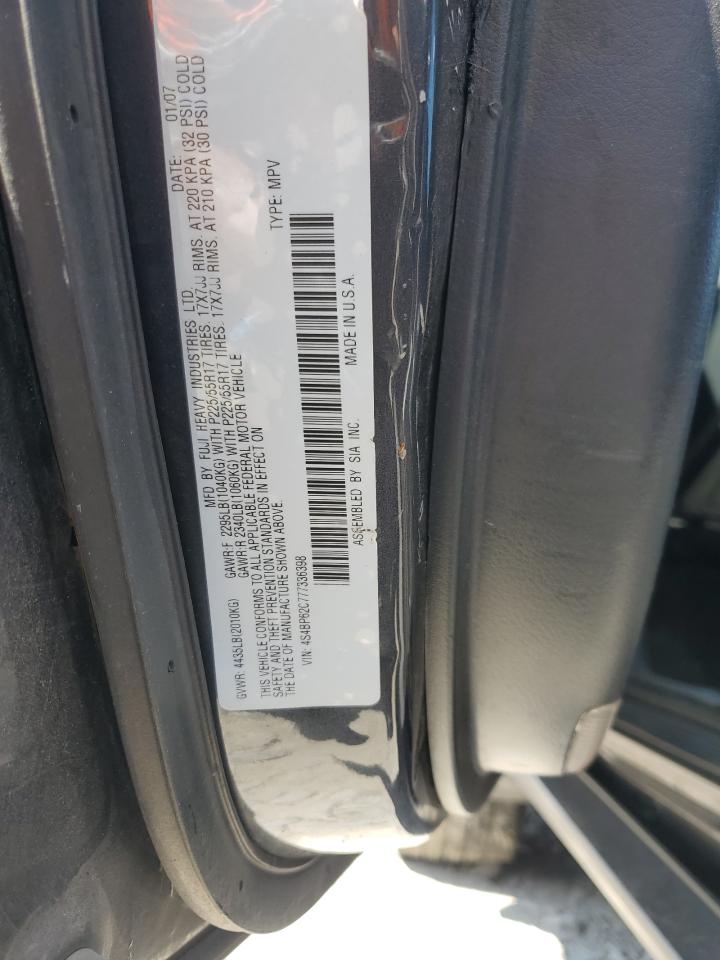 MFD BY FUJI HEAVY INDUSTRIES LTD. DATE: 01/07
GVWR: 4435LB(2010KG) GAWR:F 2295LB(1040KG) WITH P225/55R17 TIRES. 17X7JJ RIMS. AT 220 KPA (32 PSI) COLD
GAWR:R 2340LB(1060KG) WITH P225/55R17 TIRES. 17X7JJ RIMS. AT 210 KPA (30 PSI) COLD
THIS VEHICLE CONFORMS TO ALL APPLICABLE FEDERAL MOTOR VEHICLE
SAFETY AND THEFT PREVENTION STANDARDS IN EFFECT ON
THE DATE OF MANUFACTURE SHOWN ABOVE.
VIN: 4S4BP62C777336398 TYPE: MPV
ASSEMBLED BY SIA INC. MADE IN U.S.A.